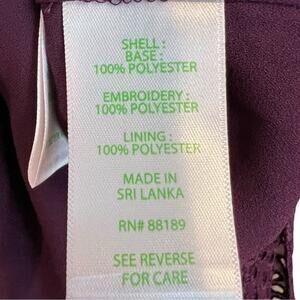 SHELL :
BASE :
100% POLYESTER
EMBROIDERY :
100% POLYESTER
LINING :
100% POLYESTER
MADE IN
SRI LANKA
RN# 88189
SEE REVERSE
FOR CARE